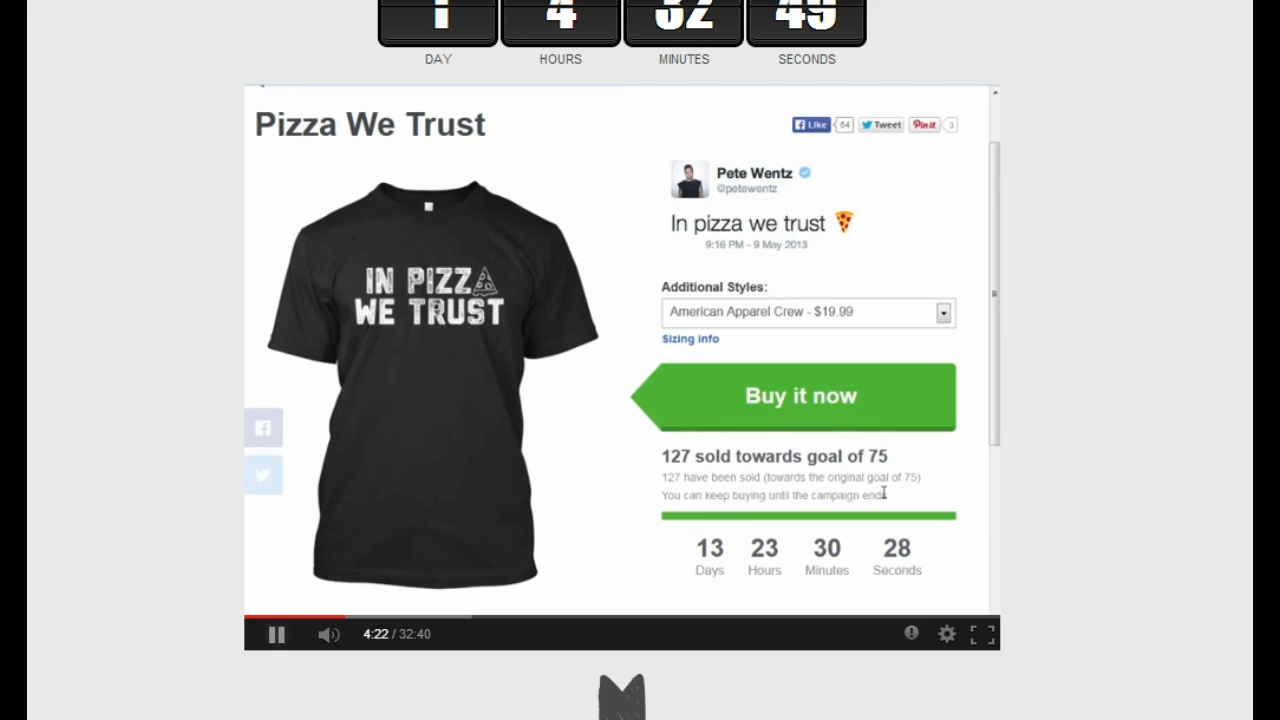 1 4 32 49
DAY HOURS MINUTES SECONDS
Pizza We Trust
Like 64 Tweet Pin it 3
Pete Wentz
@petewentz
In pizza we trust
9:16 PM - 9 May 2013
IN PIZZ
WE TRUST
Additional Styles:
American Apparel Crew - $19.99
Sizing info
Buy it now
127 sold towards goal of 75
127 have been sold (towards the original goal of 75)
You can keep buying until the campaign ends
13 23 30 28
Days Hours Minutes Seconds
4:22 / 32:40